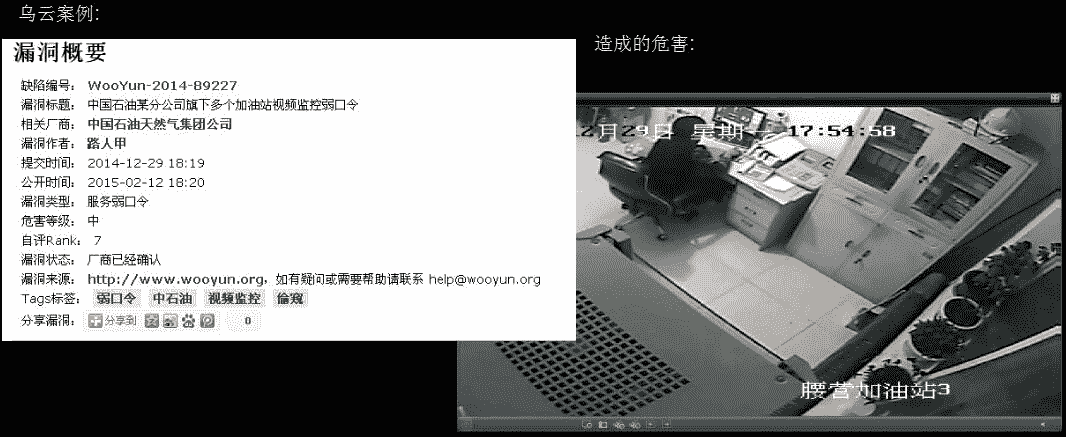 乌云案例:
造成的危害:
漏洞概要
缺陷编号: WooYun-2014-89227
漏洞标题: 中国石油某分公司旗下多个加油站视频监控弱口令
相关厂商: 中国石油天然气集团公司
漏洞作者: 路人甲
提交时间: 2014-12-29 18:19
公开时间: 2015-02-12 18:20
漏洞类型: 服务弱口令
危害等级: 中
自评Rank: 7
漏洞状态: 厂商已经确认
漏洞来源: http://www.wooyun.org，如有疑问或需要帮助请联系 help@wooyun.org
Tags标签: 弱口令 中石油 视频监控 偷窥
分享漏洞: 分享到 0
12月29日 星期一 17:54:58
腰营加油站3